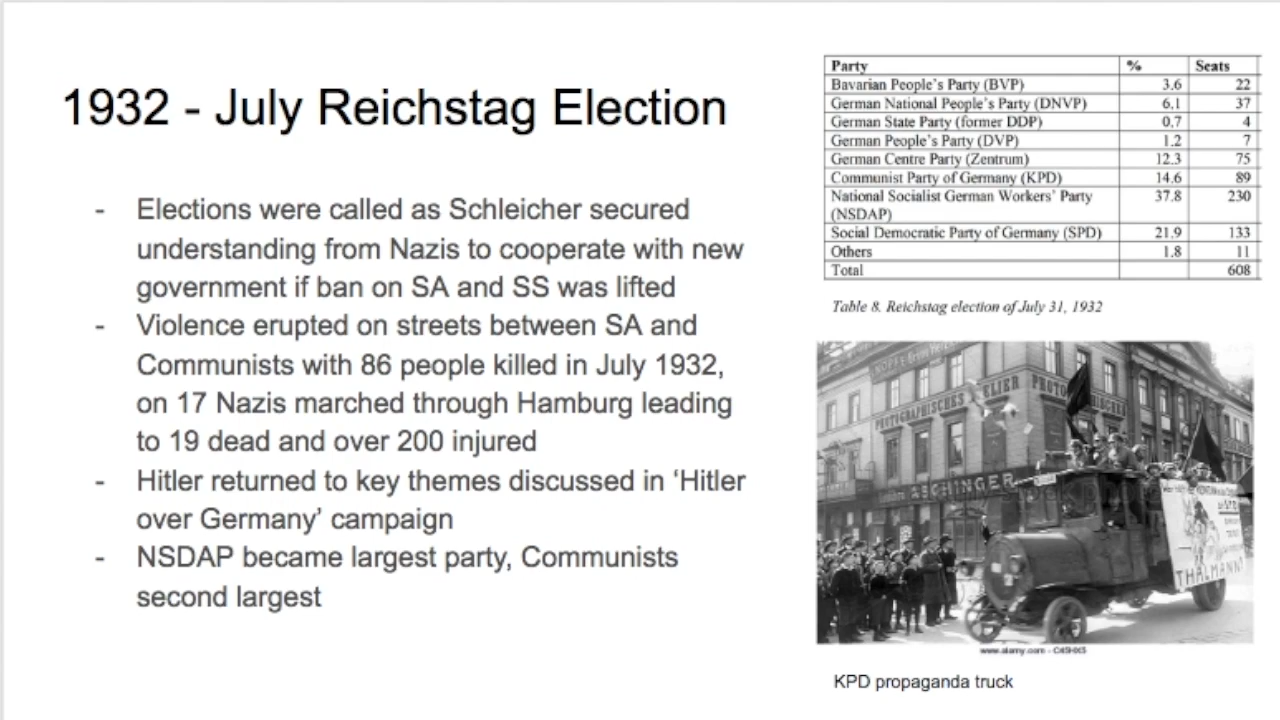 1932 - July Reichstag Election
- Elections were called as Schleicher secured
understanding from Nazis to cooperate with new
government if ban on SA and SS was lifted
- Violence erupted on streets between SA and
Communists with 86 people killed in July 1932,
on 17 Nazis marched through Hamburg leading
to 19 dead and over 200 injured
- Hitler returned to key themes discussed in ‘Hitler
over Germany’ campaign
- NSDAP became largest party, Communists
second largest
Party % Seats
Bavarian People’s Party (BVP) 3.6 22
German National People’s Party (DNVP) 6.1 37
German State Party (former DDP) 0.7 4
German People’s Party (DVP) 1.2 7
German Centre Party (Zentrum) 12.3 75
Communist Party of Germany (KPD) 14.6 89
National Socialist German Workers’ Party 37.8 230
(NSDAP)
Social Democratic Party of Germany (SPD) 21.9 133
Others 1.8 11
Total 608
Table 8. Reichstag election of July 31, 1932
PHOTOGRAPHISCHES ATELIER
ASCHINGER
THÄLMANN?
www.alamy.com
KPD propaganda truck